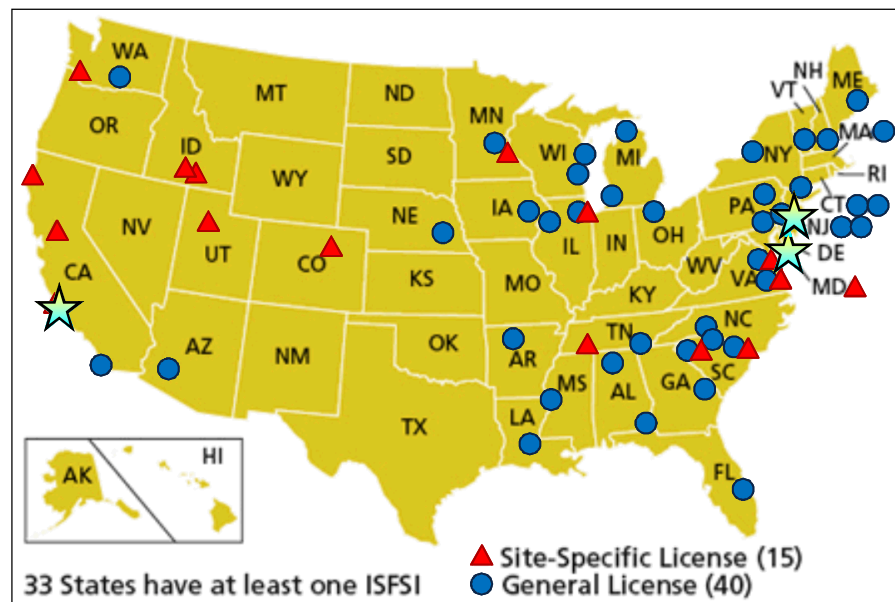 WA
MT
ND
MN
OR
ID
SD
WI
MI
WY
VT
NH
ME
NY
MA
RI
CT
NE
IA
PA
NJ
NV
UT
CO
IL
IN
OH
DE
CA
KS
MO
WV
VA
MD
KY
AZ
NM
OK
AR
TN
NC
SC
MS
AL
GA
LA
TX
FL
AK
HI
Site-Specific License (15)
33 States have at least one ISFSI
General License (40)